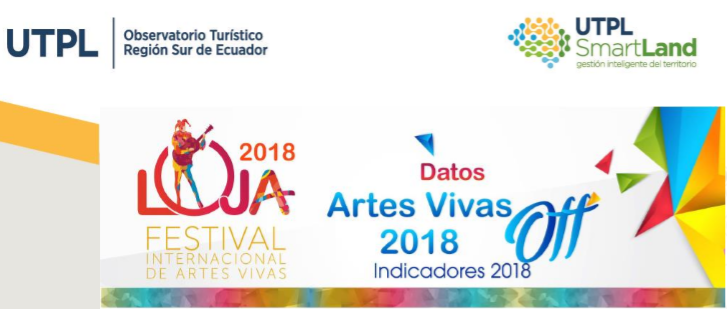 UTPL
Observatorio Turístico
Región Sur de Ecuador
UTPL
SmartLand
gestión inteligente del territorio
2018
LOJA
FESTIVAL
INTERNACIONAL
DE ARTES VIVAS
Datos
Artes Vivas
2018 Off
Indicadores 2018